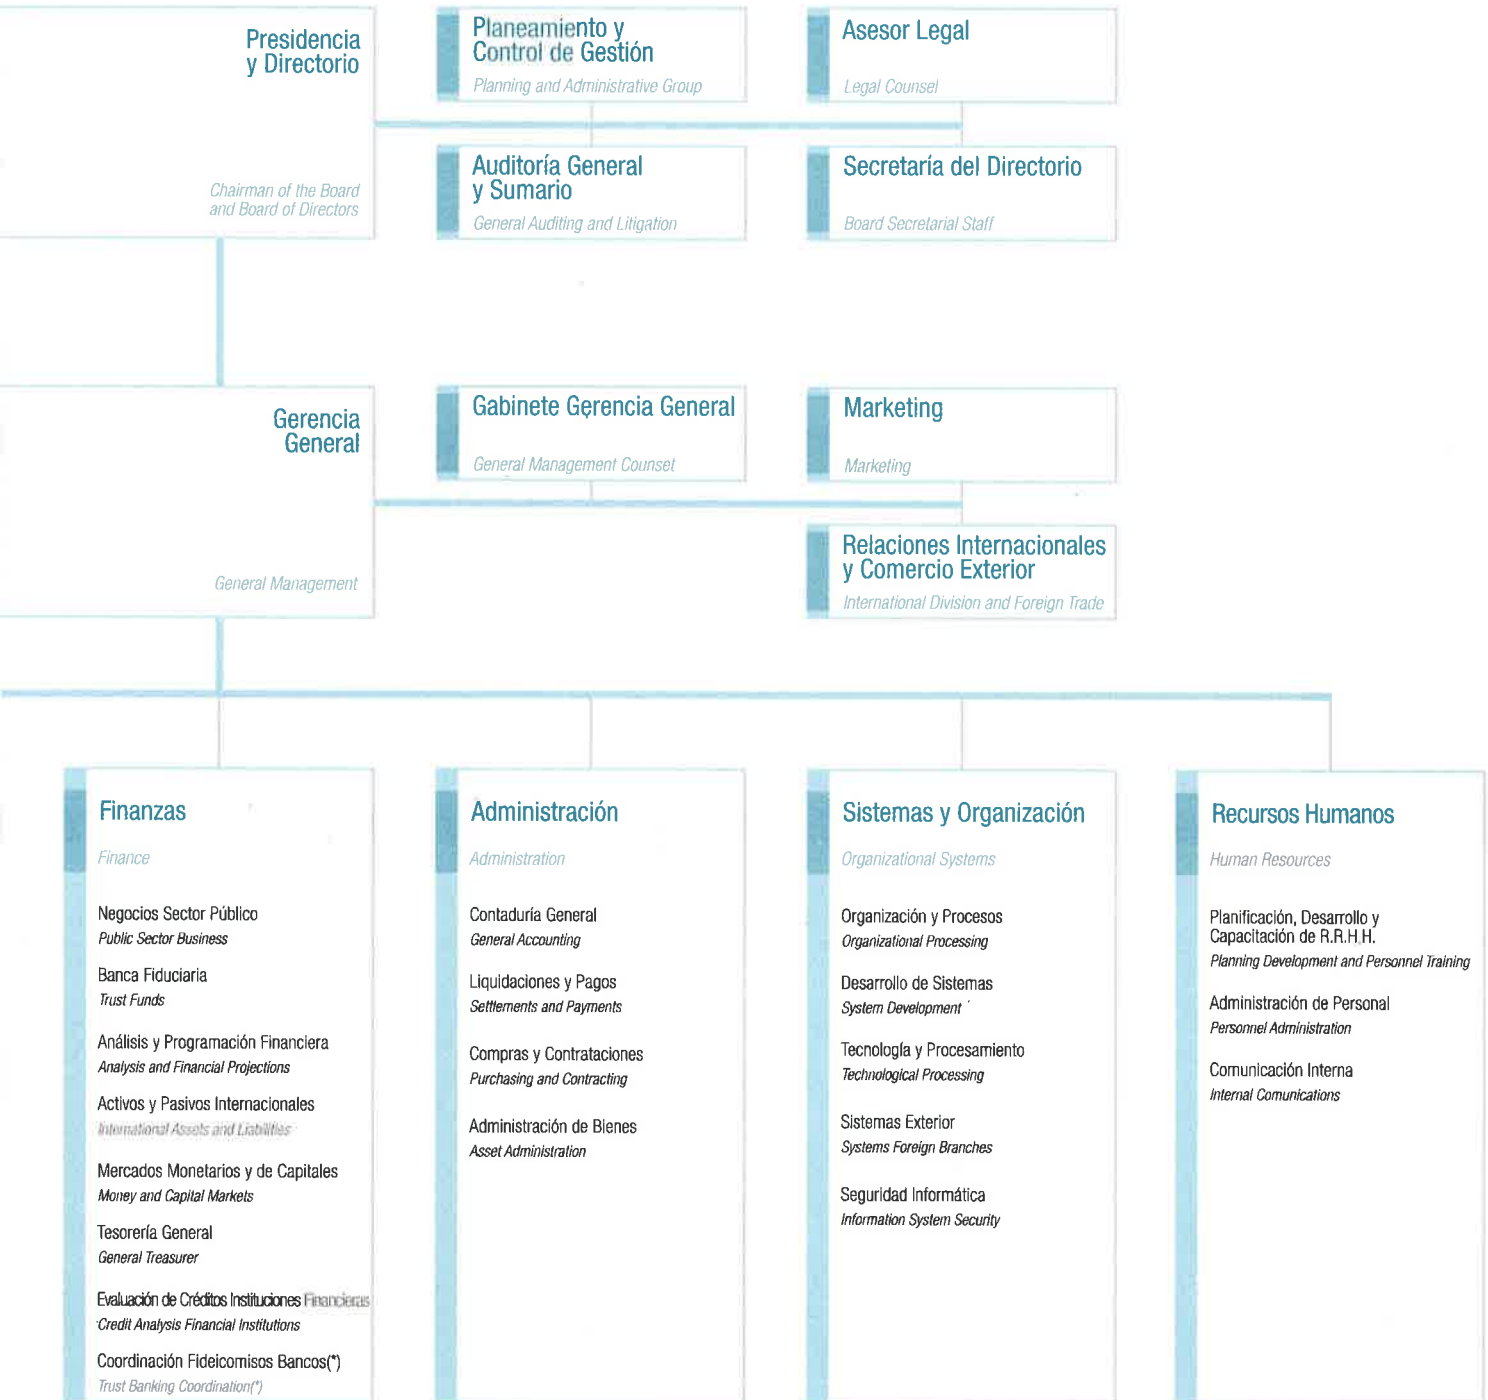 Presidencia
y Directorio
Chairman of the Board
and Board of Directors
Planeamiento y
Control de Gestión
Planning and Administrative Group
Asesor Legal
Legal Counsel
Auditoría General
y Sumario
General Auditing and Litigation
Secretaría del Directorio
Board Secretarial Staff
Gerencia
General
General Management
Gabinete Gerencia General
General Management Counset
Marketing
Marketing
Relaciones Internacionales
y Comercio Exterior
International Division and Foreign Trade
Finanzas
Finance
Negocios Sector Público
Public Sector Business
Banca Fiduciaria
Trust Funds
Análisis y Programación Financiera
Analysis and Financial Projections
Activos y Pasivos Internacionales
International Assets and Liabilities
Mercados Monetarios y de Capitales
Money and Capital Markets
Tesorería General
General Treasurer
Evaluación de Créditos Instituciones Financieras
Credit Analysis Financial Institutions
Coordinación Fideicomisos Bancos(*)
Trust Banking Coordination(*)
Administración
Administration
Contaduría General
General Accounting
Liquidaciones y Pagos
Settlements and Payments
Compras y Contrataciones
Purchasing and Contracting
Administración de Bienes
Asset Administration
Sistemas y Organización
Organizational Systems
Organización y Procesos
Organizational Processing
Desarrollo de Sistemas
System Development
Tecnología y Procesamiento
Technological Processing
Sistemas Exterior
Systems Foreign Branches
Seguridad Informática
Information System Security
Recursos Humanos
Human Resources
Planificación, Desarrollo y
Capacitación de R.R.H.H.
Planning Development and Personnel Training
Administración de Personal
Personnel Administration
Comunicación Interna
Internal Comunications